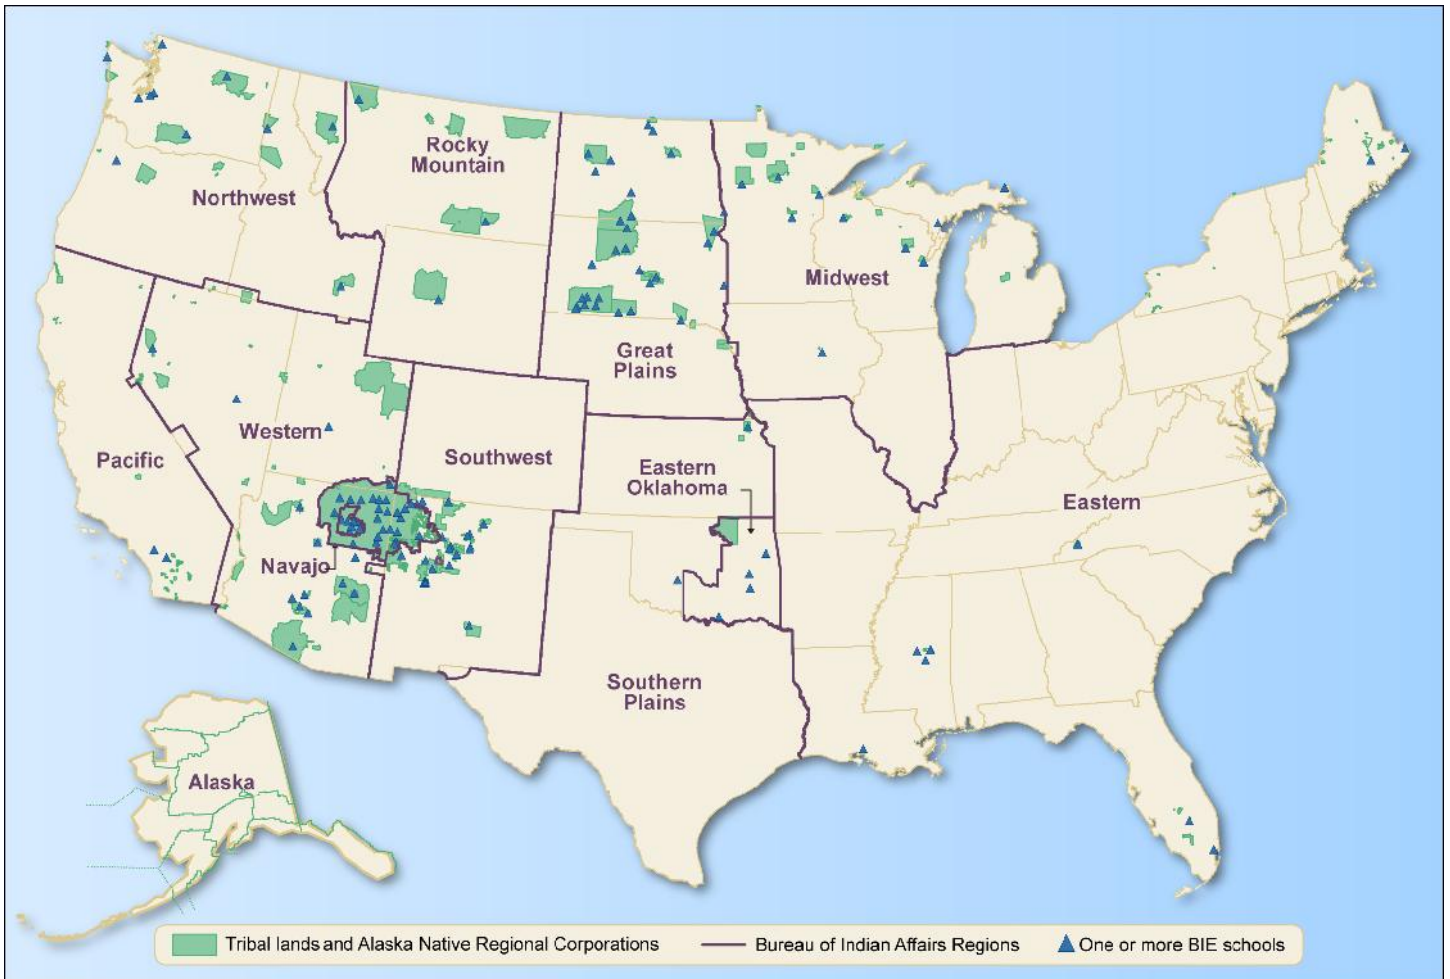 Rocky
Mountain
Northwest
Midwest
Great
Plains
Western
Southwest
Pacific
Eastern
Oklahoma
Eastern
Navajo
Southern
Plains
Alaska
Tribal lands and Alaska Native Regional Corporations
Bureau of Indian Affairs Regions
One or more BIE schools